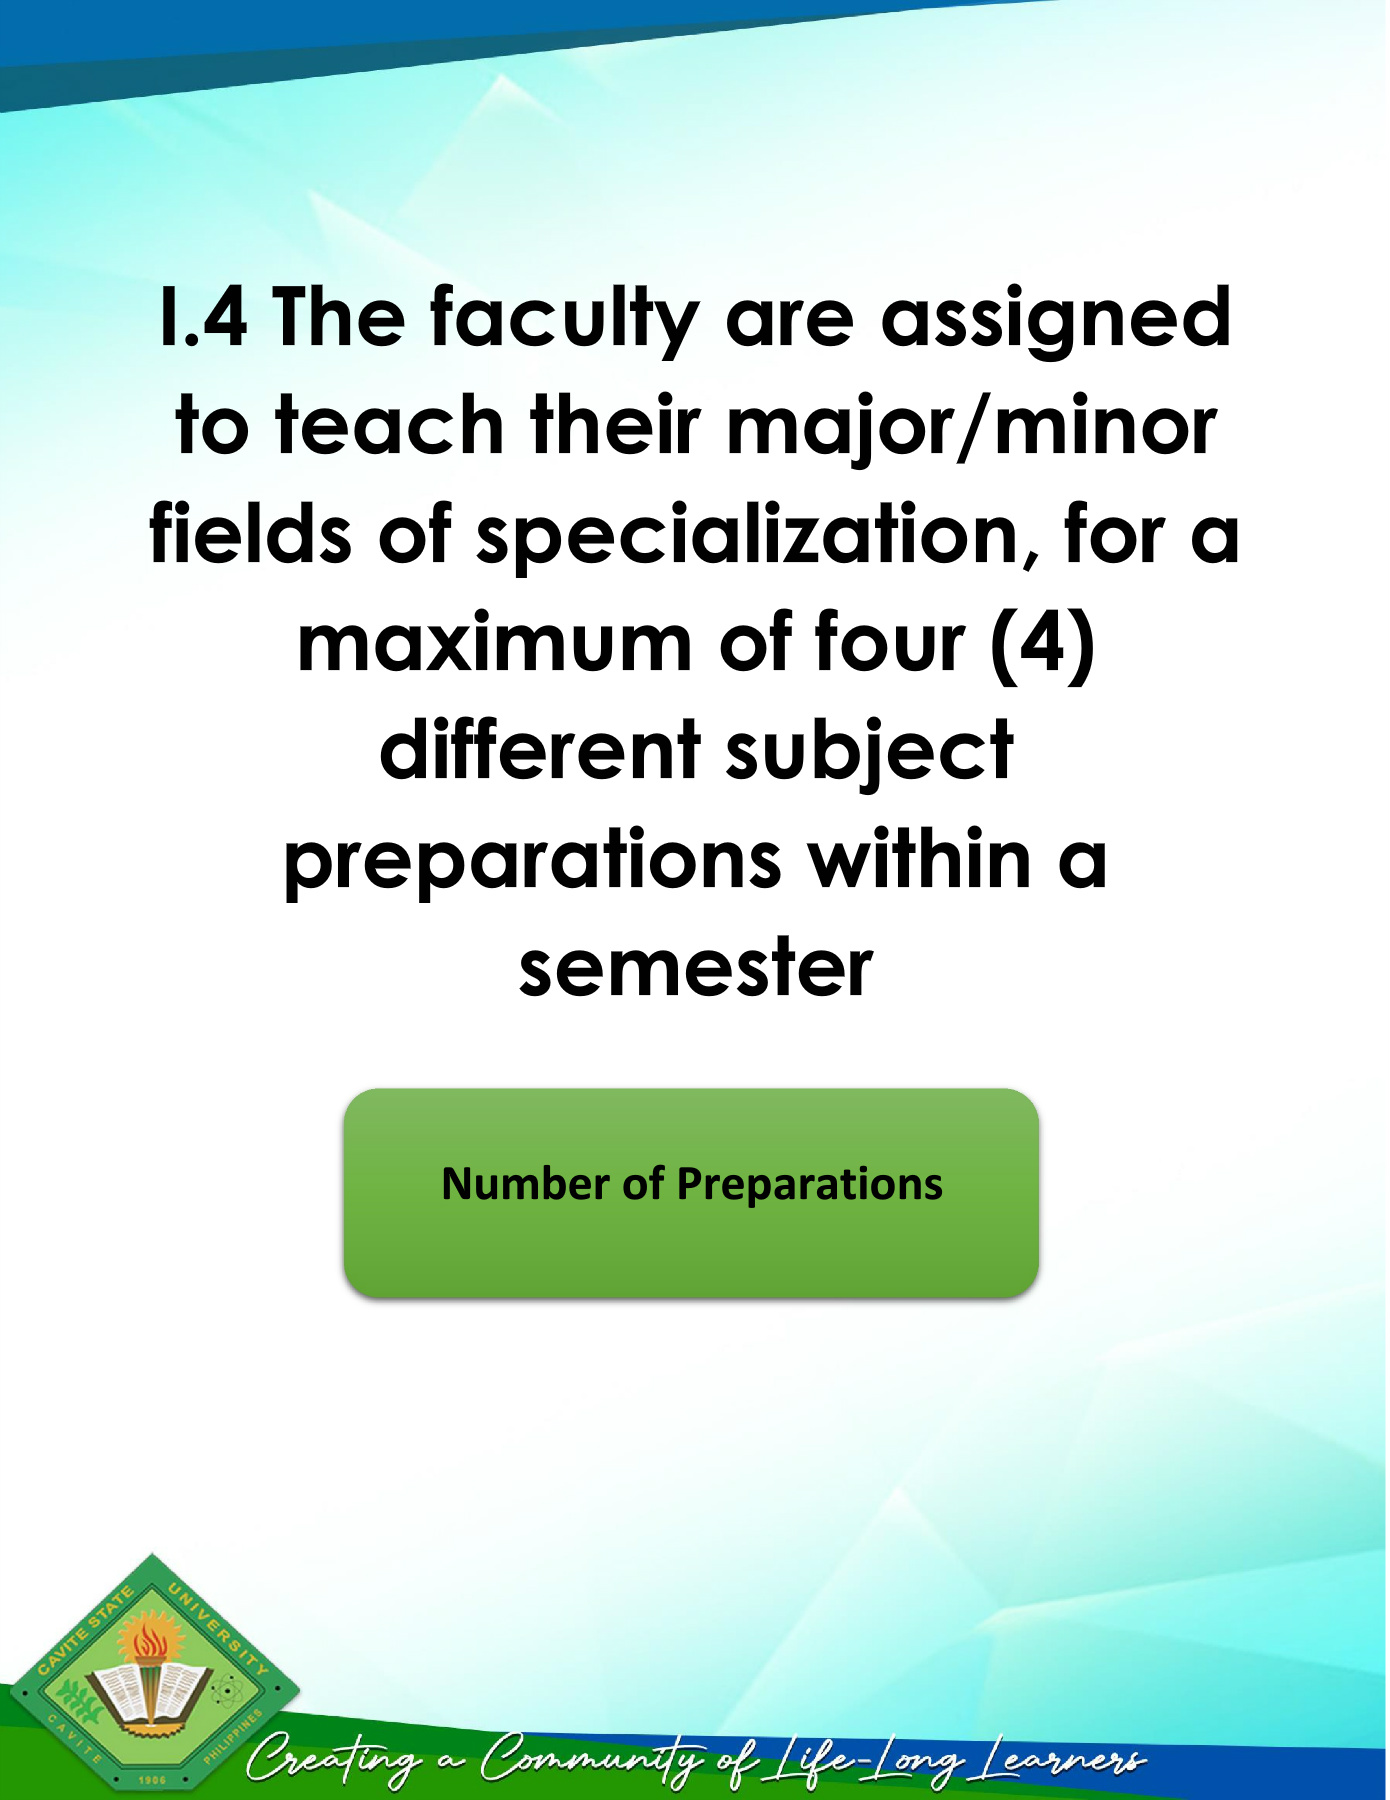 I.4 The faculty are assigned
to teach their major/minor
fields of specialization, for a
maximum of four (4)
different subject
preparations within a
semester
Number of Preparations
CAVITE STATE UNIVERSITY
CAVITE
1906
PHILIPPINES
Creating a Community of Life-Long Learners